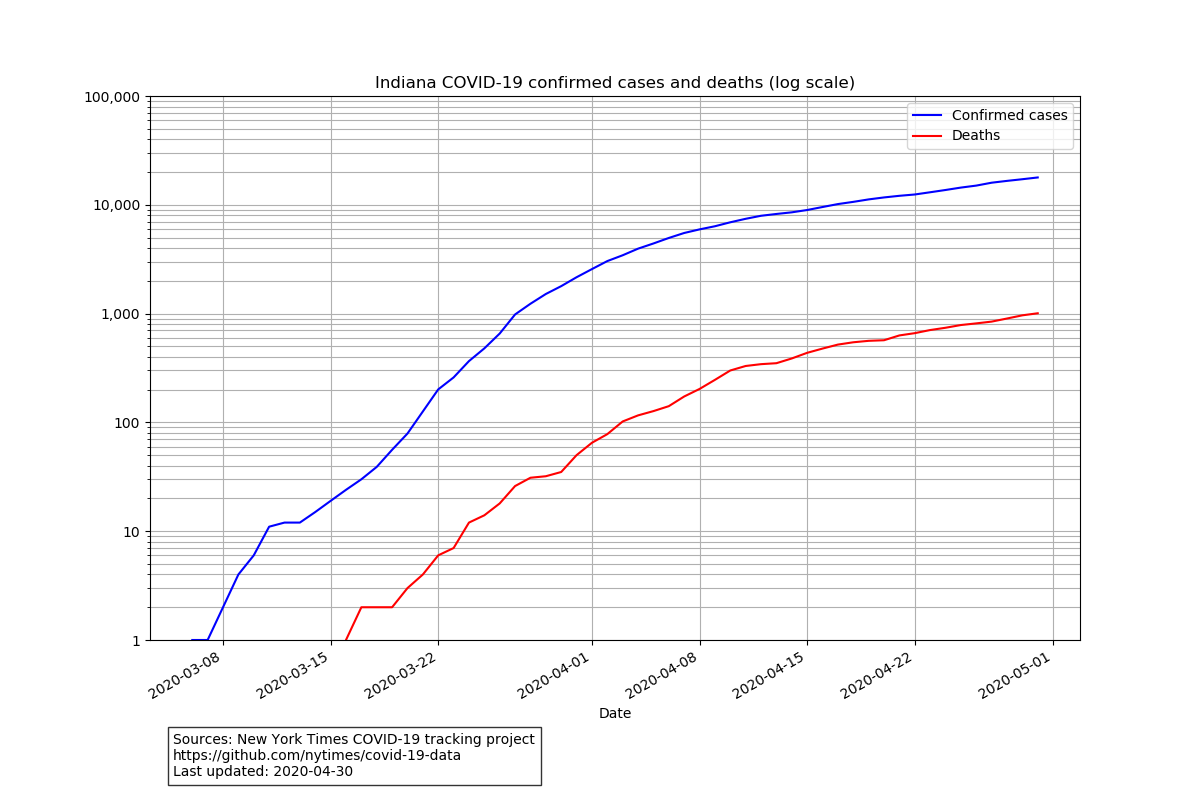 Indiana COVID-19 confirmed cases and deaths (log scale)
100,000
10,000
1,000
100
10
1
Confirmed cases
Deaths
2020-03-08
2020-03-15
2020-03-22
2020-04-01
2020-04-08
2020-04-15
2020-04-22
2020-05-01
Date
Sources: New York Times COVID-19 tracking project
https://github.com/nytimes/covid-19-data
Last updated: 2020-04-30